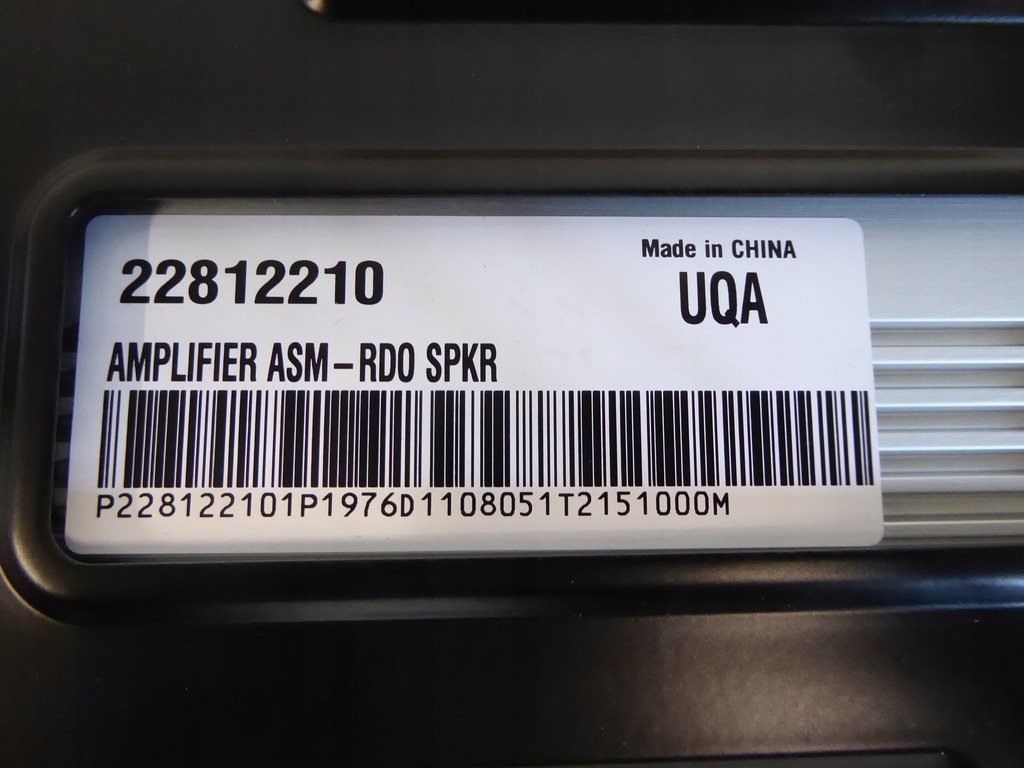 Made in CHINA
22812210
UQA
AMPLIFIER ASM-RDO SPKR
P228122101P1976D1108051T2151000M